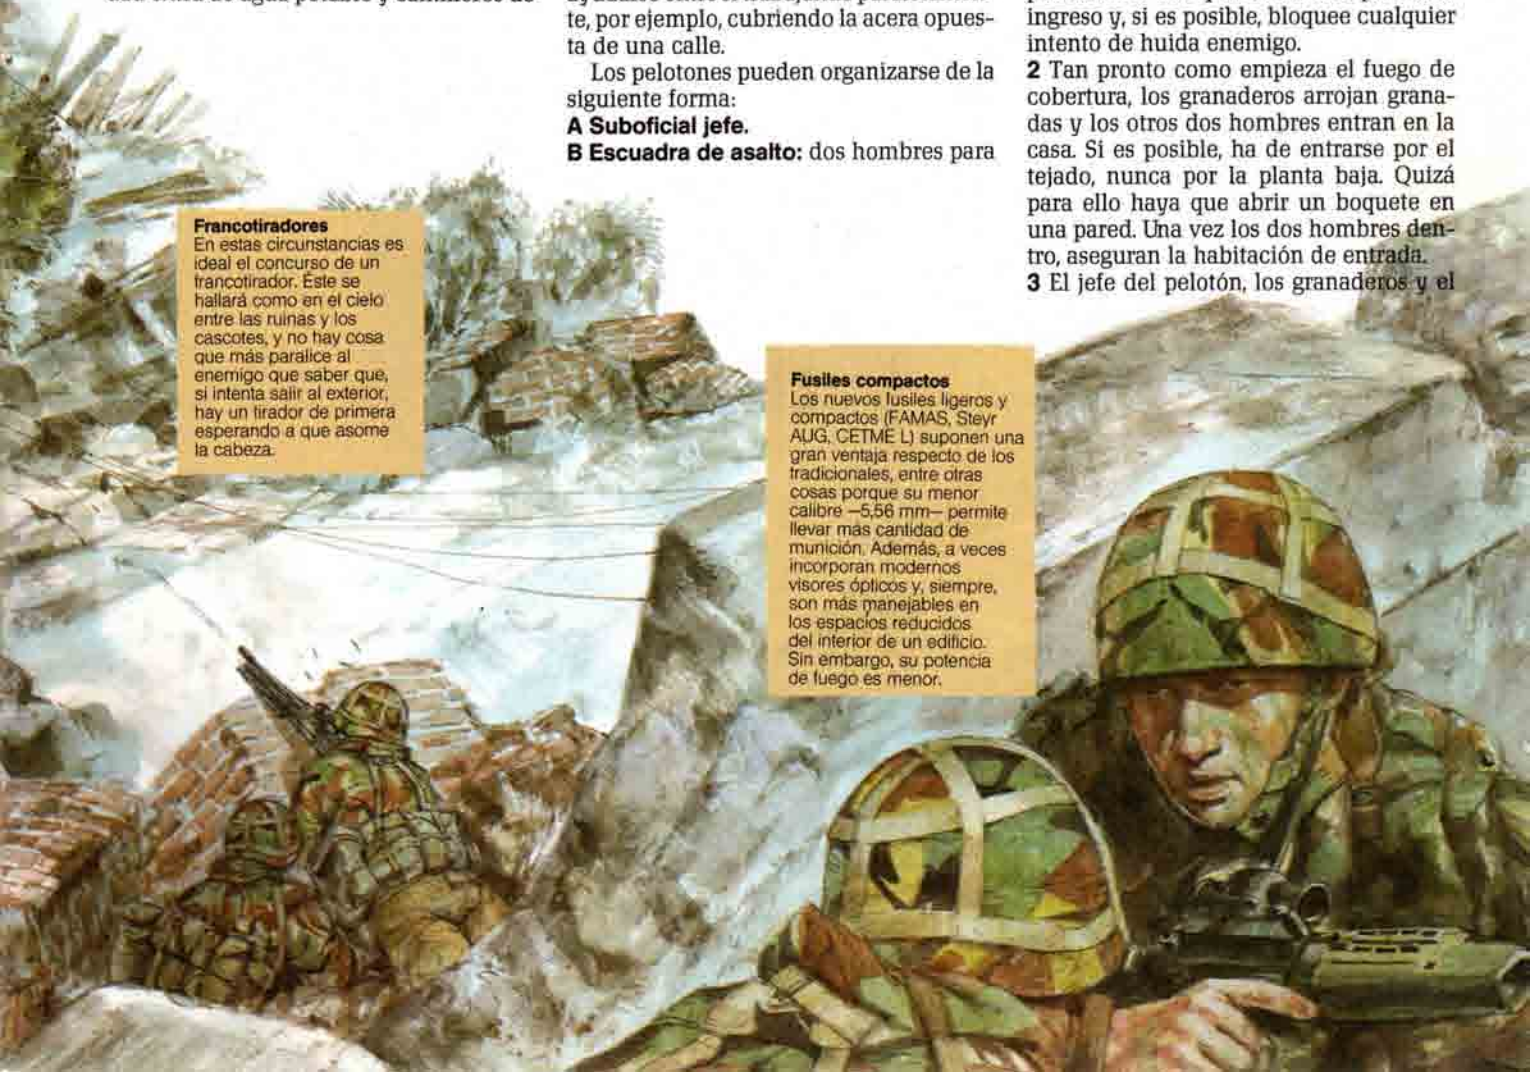 te, por ejemplo, cubriendo la acera opues-
ta de una calle.
Los pelotones pueden organizarse de la
siguiente forma:
A Suboficial jefe.
B Escuadra de asalto: dos hombres para
ingreso y, si es posible, bloquee cualquier
intento de huida enemigo.
2 Tan pronto como empieza el fuego de
cobertura, los granaderos arrojan grana-
das y los otros dos hombres entran en la
casa. Si es posible, ha de entrarse por el
tejado, nunca por la planta baja. Quizá
para ello haya que abrir un boquete en
una pared. Una vez los dos hombres den-
tro, aseguran la habitación de entrada.
3 El jefe del pelotón, los granaderos y el
Francotiradores
En estas circunstancias es
ideal el concurso de un
francotirador. Éste se
hallará como en el cielo
entre las ruinas y los
cascotes, y no hay cosa
que más paralice al
enemigo que saber que,
si intenta salir al exterior,
hay un tirador de primera
esperando a que asome
la cabeza.
Fusiles compactos
Los nuevos fusiles ligeros y
compactos (FAMAS, Steyr
AUG, CETME L) suponen una
gran ventaja respecto de los
tradicionales, entre otras
cosas porque su menor
calibre —5,56 mm— permite
llevar más cantidad de
munición. Además, a veces
incorporan modernos
visores ópticos y, siempre,
son más manejables en
los espacios reducidos
del interior de un edificio.
Sin embargo, su potencia
de fuego es menor.